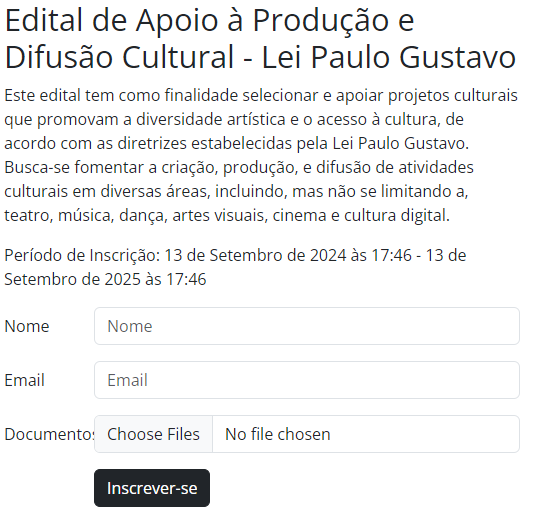 Edital de Apoio à Produção e
Difusão Cultural - Lei Paulo Gustavo
Este edital tem como finalidade selecionar e apoiar projetos culturais
que promovam a diversidade artística e o acesso à cultura, de
acordo com as diretrizes estabelecidas pela Lei Paulo Gustavo.
Busca-se fomentar a criação, produção, e difusão de atividades
culturais em diversas áreas, incluindo, mas não se limitando a,
teatro, música, dança, artes visuais, cinema e cultura digital.
Período de Inscrição: 13 de Setembro de 2024 às 17:46 - 13 de
Setembro de 2025 às 17:46
Nome Nome
Email Email
Documentos Choose Files No file chosen
Inscrever-se